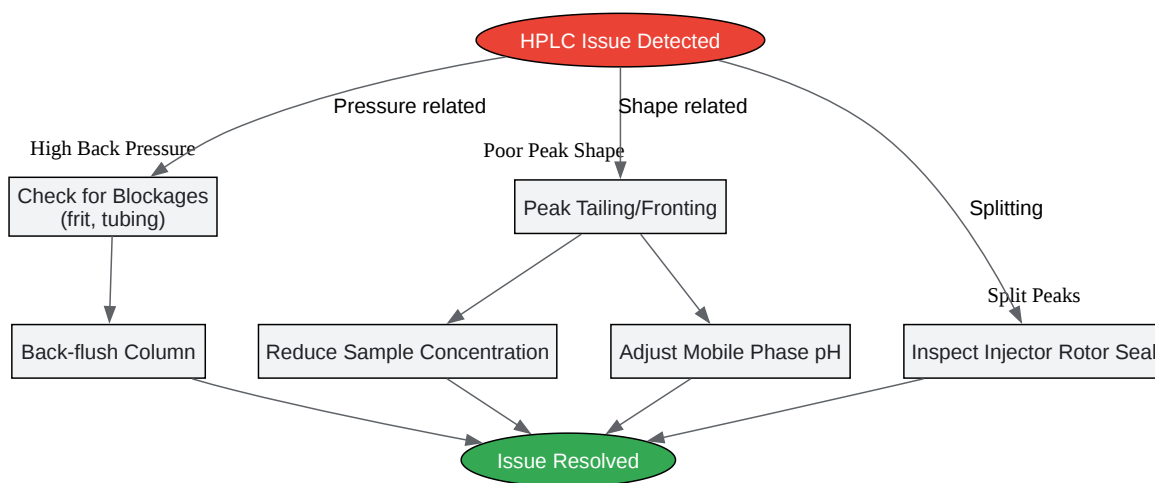 HPLC Issue Detected
Pressure related
Shape related
High Back Pressure
Poor Peak Shape
Check for Blockages
(frit, tubing)
Peak Tailing/Fronting
Splitting
Split Peaks
Back-flush Column
Reduce Sample Concentration
Adjust Mobile Phase pH
Inspect Injector Rotor Seal
Issue Resolved